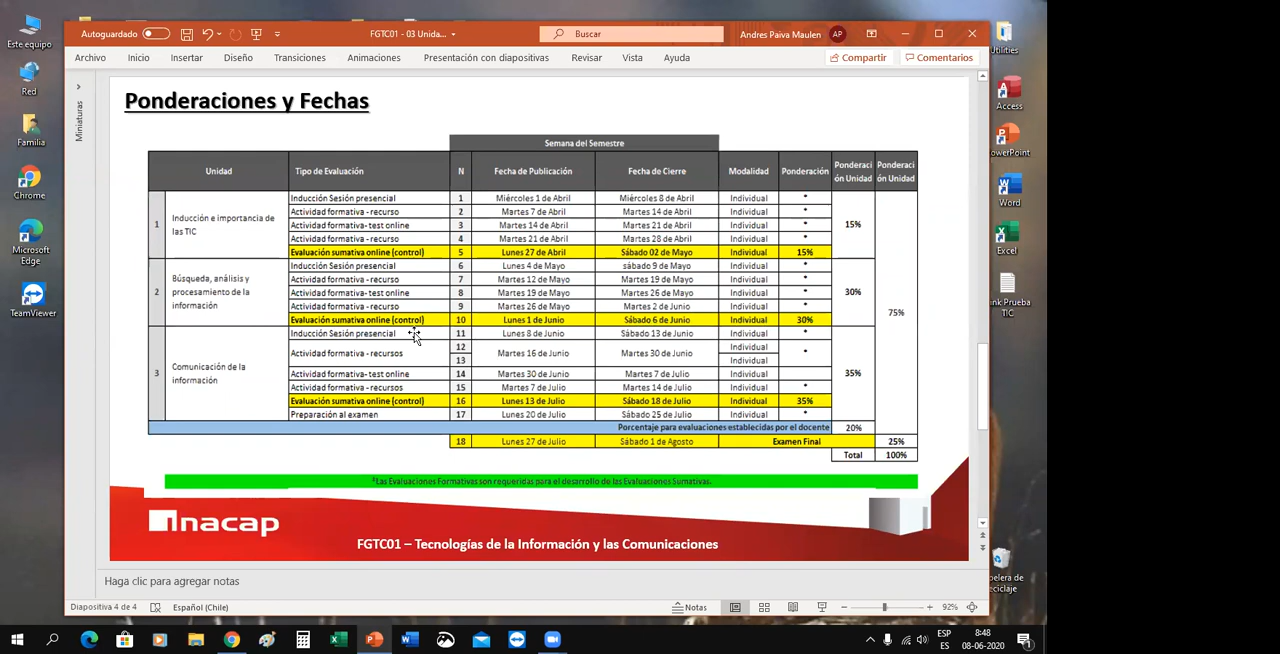 Este equipo
Red
Familia
Chrome
Microsoft
Edge
TeamViewer
Autoguardado
FGTC01 - 03 Unida...
Buscar
Andres Paiva Maulen AP
Archivo Inicio Insertar Diseño Transiciones Animaciones Presentación con diapositivas Revisar Vista Ayuda Compartir Comentarios
Miniaturas
Ponderaciones y Fechas
Semana del Semestre
Unidad Tipo de Evaluación N Fecha de Publicación Fecha de Cierre Modalidad Ponderación Ponderaci ón Unidad Ponderaci ón Unidad
1 Inducción e importancia de las TIC 15%
Inducción Sesión presencial 1 Miércoles 1 de Abril Miércoles 8 de Abril Individual *
Actividad formativa - recurso 2 Martes 7 de Abril Martes 14 de Abril Individual *
Actividad formativa- test online 3 Martes 14 de Abril Martes 21 de Abril Individual *
Actividad formativa - recurso 4 Martes 21 de Abril Martes 28 de Abril Individual *
Evaluación sumativa online (control) 5 Lunes 27 de Abril Sábado 02 de Mayo Individual 15%
2 Búsqueda, análisis y procesamiento de la información 30%
Inducción Sesión presencial 6 Lunes 4 de Mayo sábado 9 de Mayo Individual *
Actividad formativa - recurso 7 Martes 12 de Mayo Martes 19 de Mayo Individual *
Actividad formativa- test online 8 Martes 19 de Mayo Martes 26 de Mayo Individual *
Actividad formativa - recurso 9 Martes 26 de Mayo Martes 2 de Junio Individual *
Evaluación sumativa online (control) 10 Lunes 1 de Junio Sábado 6 de Junio Individual 30%
75%
3 Comunicación de la información 35%
Inducción Sesión presencial 11 Lunes 8 de Junio Sábado 13 de Junio Individual *
Actividad formativa - recursos 12 Martes 16 de Junio Martes 30 de Junio Individual *
13 Individual
Actividad formativa- test online 14 Martes 30 de Junio Martes 7 de Julio Individual
Actividad formativa - recursos 15 Martes 7 de Julio Martes 14 de Julio Individual *
Evaluación sumativa online (control) 16 Lunes 13 de Julio Sábado 18 de Julio Individual 35%
Preparación al examen 17 Lunes 20 de Julio Sábado 25 de Julio Individual *
Porcentaje para evaluaciones establecidas por el docente 20%
18 Lunes 27 de Julio Sábado 1 de Agosto Examen Final 25%
Total 100%
*Las Evaluaciones Formativas son requeridas para el desarrollo de las Evaluaciones Sumativas.
Inacap
FGTC01 – Tecnologías de la Información y las Comunicaciones
Haga clic para agregar notas
Diapositiva 4 de 4 Español (Chile) Notas 92%
Utilities
Access
PowerPoint
Word
Excel
Prueba
TIC
ESP
ES
8:48
08-06-2020
1